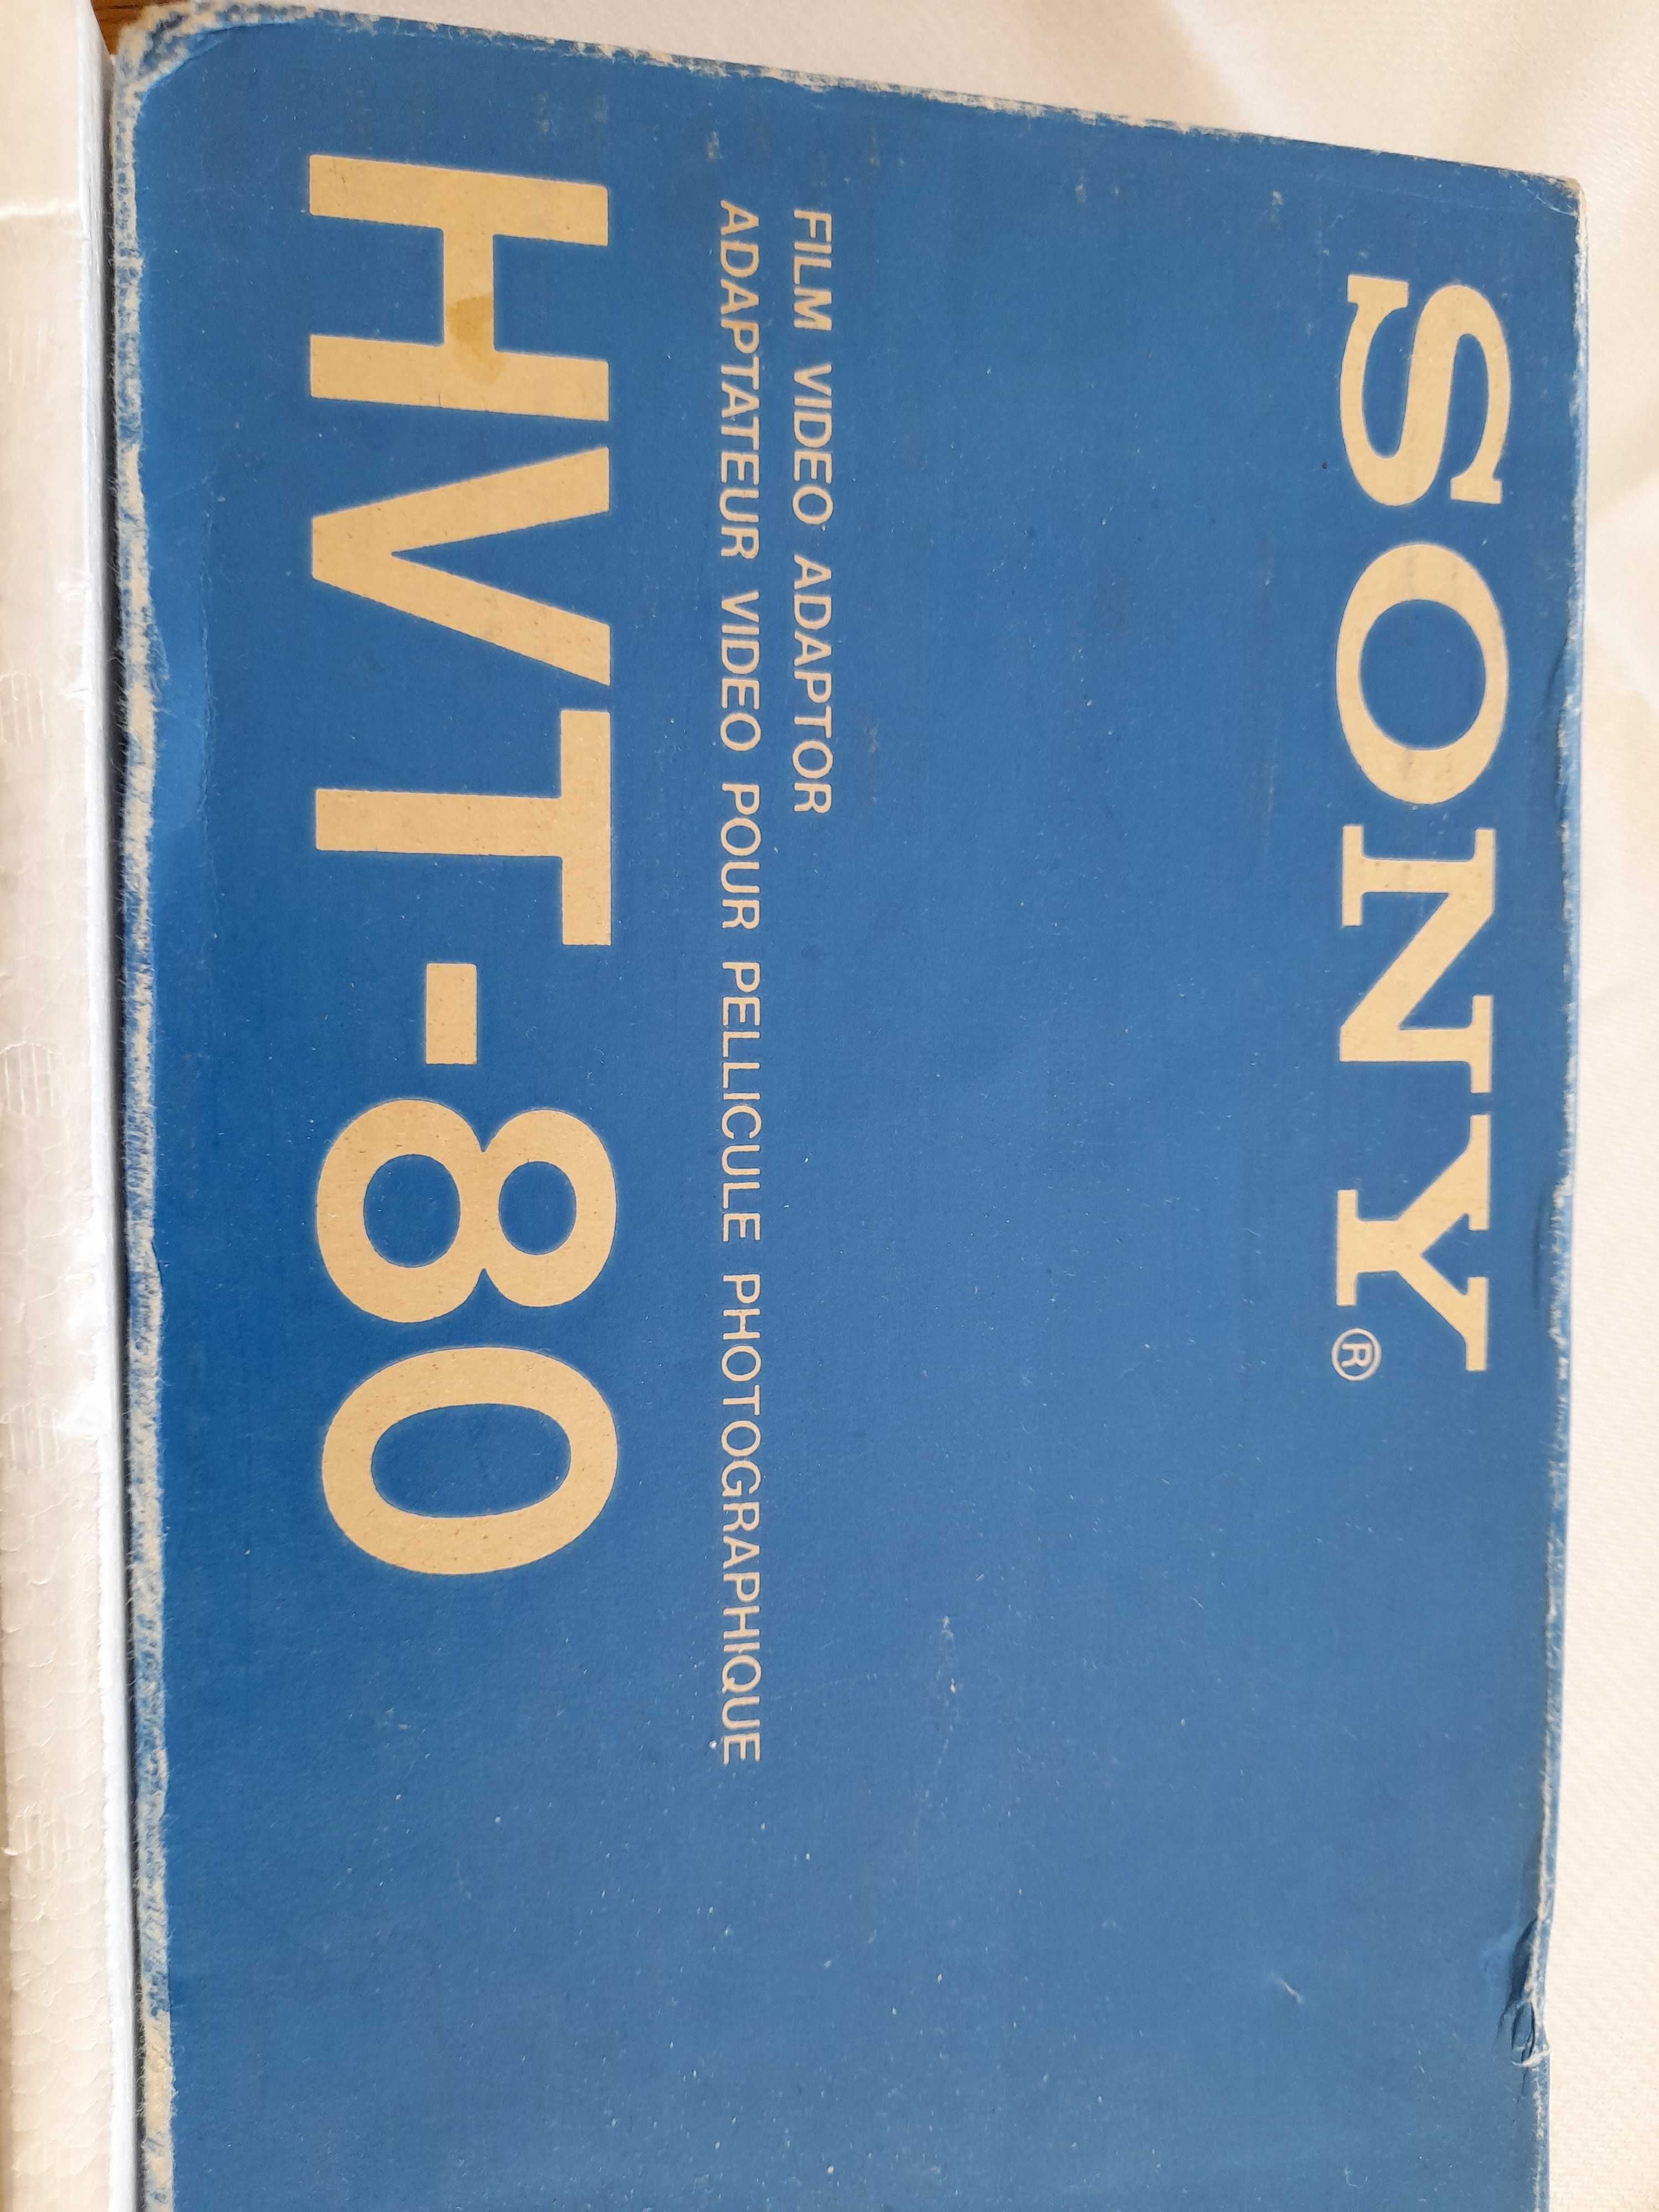 SONY®
FILM VIDEO ADAPTOR
ADAPTATEUR VIDEO POUR PELLICULE PHOTOGRAPHIQUE
HVT-80